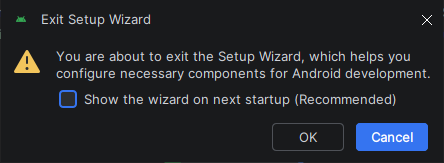 Exit Setup Wizard
You are about to exit the Setup Wizard, which helps you
configure necessary components for Android development.
Show the wizard on next startup (Recommended)
OK
Cancel